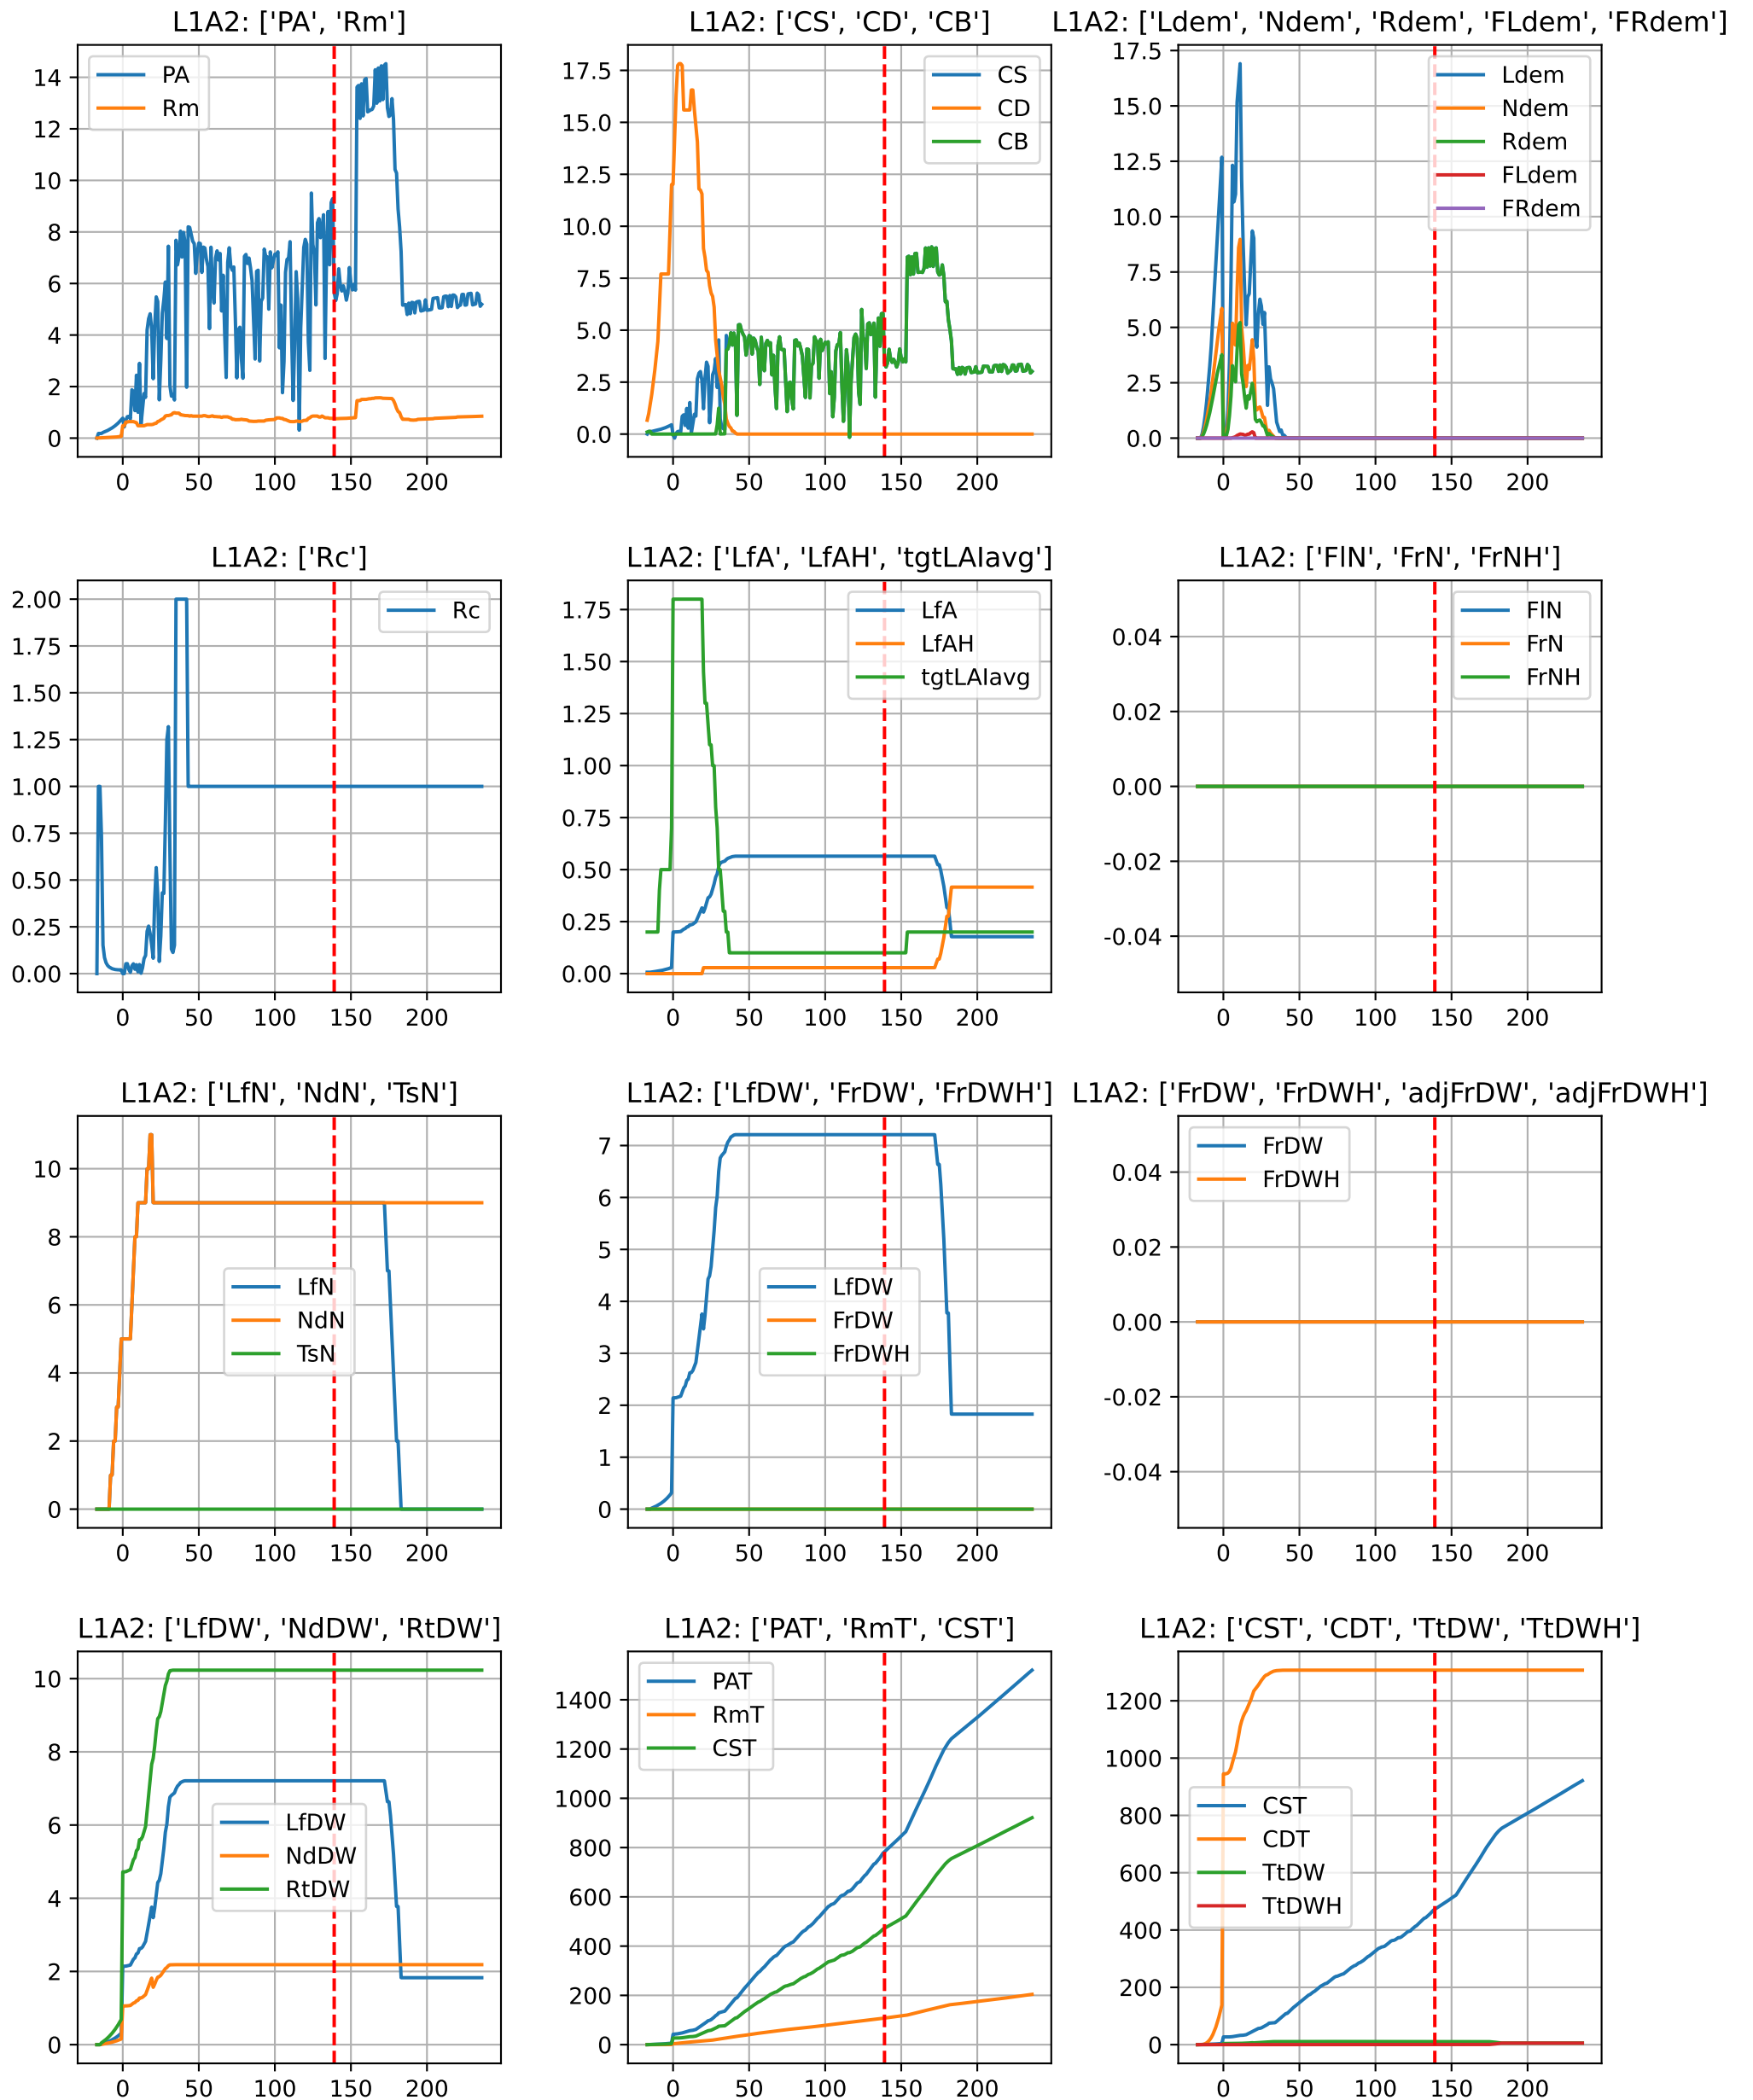 L1A2: ['PA', 'Rm']
PA
Rm
14
12
10
8
6
4
2
0
0 50 100 150 200
L1A2: ['CS', 'CD', 'CB']
CS
CD
CB
17.5
15.0
12.5
10.0
7.5
5.0
2.5
0.0
0 50 100 150 200
L1A2: ['Ldem', 'Ndem', 'Rdem', 'FLdem', 'FRdem']
Ldem
Ndem
Rdem
FLdem
FRdem
17.5
15.0
12.5
10.0
7.5
5.0
2.5
0.0
0 50 100 150 200
L1A2: ['Rc']
Rc
2.00
1.75
1.50
1.25
1.00
0.75
0.50
0.25
0.00
0 50 100 150 200
L1A2: ['LfA', 'LfAH', 'tgtLAIavg']
LfA
LfAH
tgtLAIavg
1.75
1.50
1.25
1.00
0.75
0.50
0.25
0.00
0 50 100 150 200
L1A2: ['FlN', 'FrN', 'FrNH']
FlN
FrN
FrNH
0.04
0.02
0.00
-0.02
-0.04
0 50 100 150 200
L1A2: ['LfN', 'NdN', 'TsN']
LfN
NdN
TsN
10
8
6
4
2
0
0 50 100 150 200
L1A2: ['LfDW', 'FrDW', 'FrDWH']
LfDW
FrDW
FrDWH
7
6
5
4
3
2
1
0
0 50 100 150 200
L1A2: ['FrDW', 'FrDWH', 'adjFrDW', 'adjFrDWH']
FrDW
FrDWH
0.04
0.02
0.00
-0.02
-0.04
0 50 100 150 200
L1A2: ['LfDW', 'NdDW', 'RtDW']
LfDW
NdDW
RtDW
10
8
6
4
2
0
0 50 100 150 200
L1A2: ['PAT', 'RmT', 'CST']
PAT
RmT
CST
1400
1200
1000
800
600
400
200
0
0 50 100 150 200
L1A2: ['CST', 'CDT', 'TtDW', 'TtDWH']
CST
CDT
TtDW
TtDWH
1200
1000
800
600
400
200
0
0 50 100 150 200